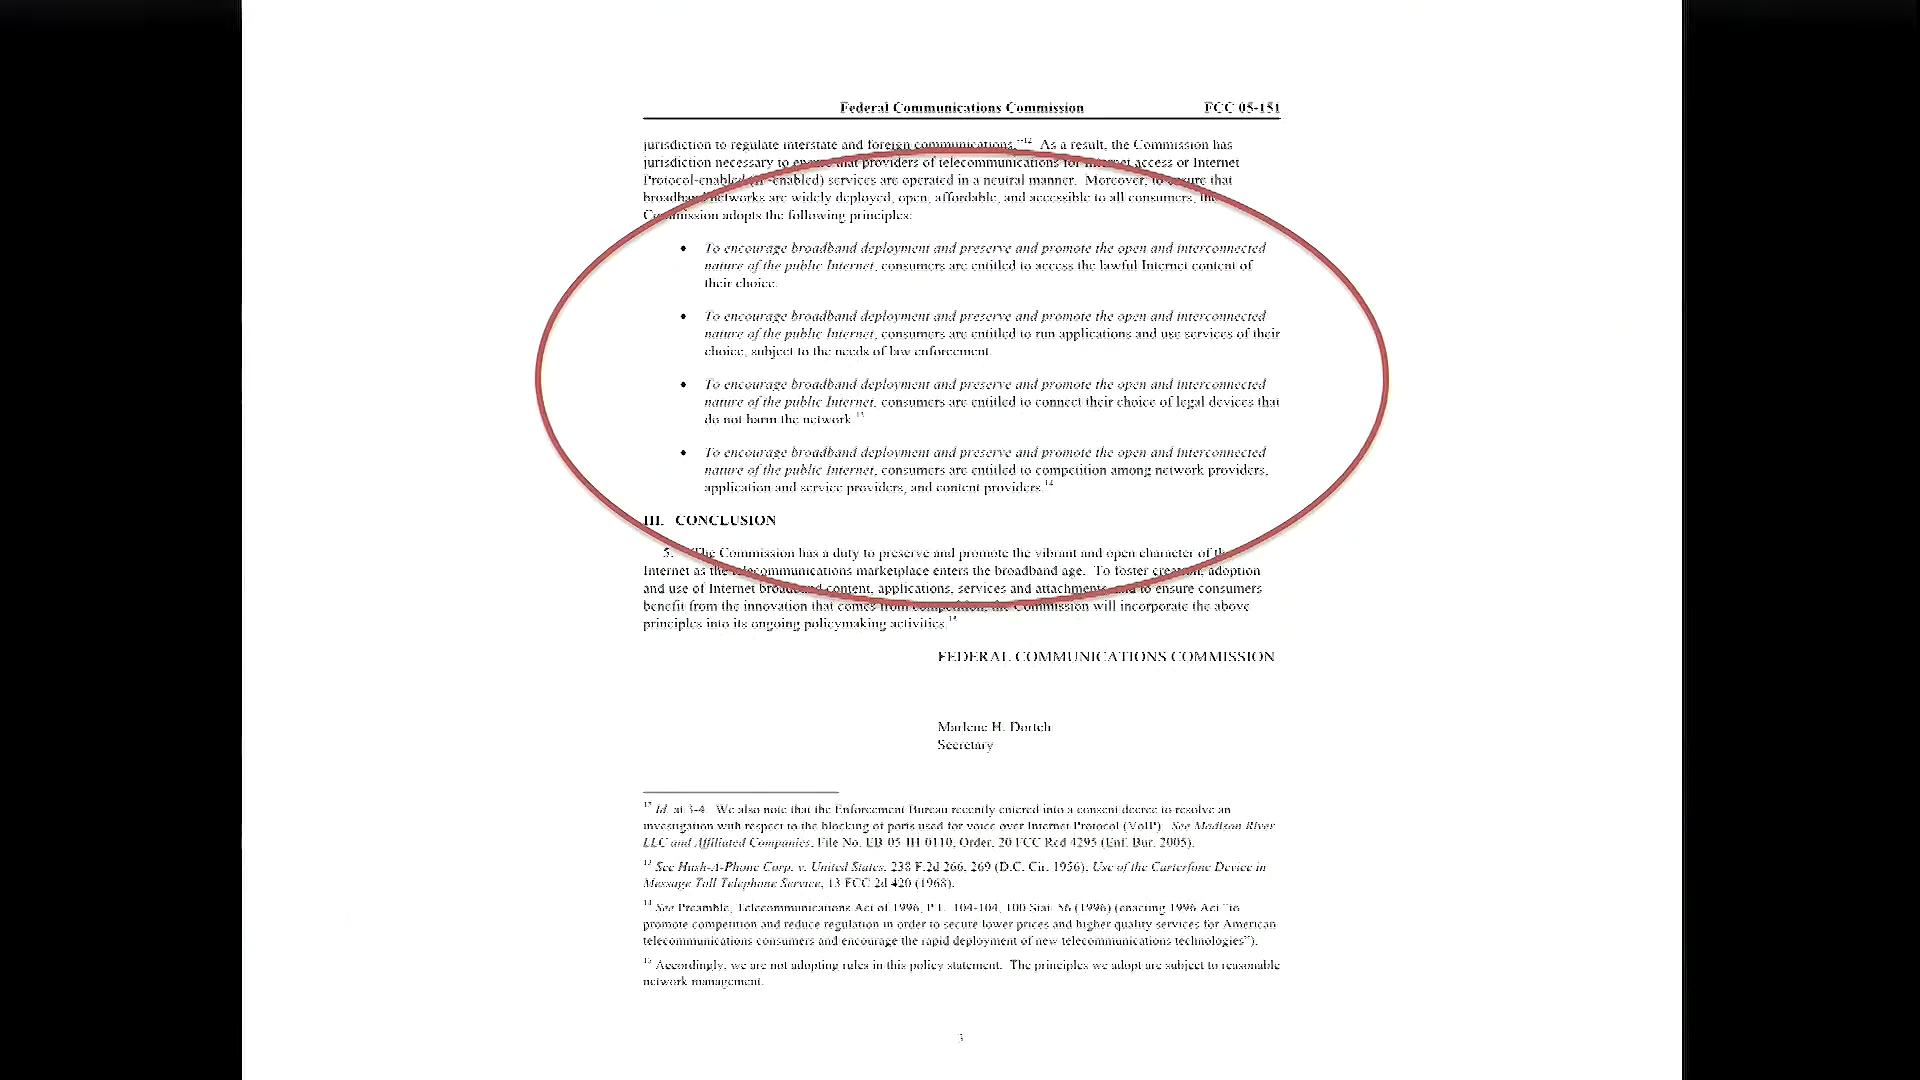 Federal Communications Commission FCC 05-151
jurisdiction to regulate interstate and foreign communications."12 As a result, the Commission has
jurisdiction necessary to ensure that providers of telecommunications for Internet access or Internet
Protocol-enabled (IP-enabled) services are operated in a neutral manner. Moreover, to ensure that
broadband networks are widely deployed, open, affordable, and accessible to all consumers, the
Commission adopts the following principles:
• To encourage broadband deployment and preserve and promote the open and interconnected
nature of the public Internet, consumers are entitled to access the lawful Internet content of
their choice.
• To encourage broadband deployment and preserve and promote the open and interconnected
nature of the public Internet, consumers are entitled to run applications and use services of their
choice, subject to the needs of law enforcement.
• To encourage broadband deployment and preserve and promote the open and interconnected
nature of the public Internet, consumers are entitled to connect their choice of legal devices that
do not harm the network.13
• To encourage broadband deployment and preserve and promote the open and interconnected
nature of the public Internet, consumers are entitled to competition among network providers,
application and service providers, and content providers.14
III. CONCLUSION
5. The Commission has a duty to preserve and promote the vibrant and open character of the
Internet as the telecommunications marketplace enters the broadband age. To foster creation, adoption
and use of Internet broadband content, applications, services and attachments, and to ensure consumers
benefit from the innovation that comes from competition, the Commission will incorporate the above
principles into its ongoing policymaking activities.15
FEDERAL COMMUNICATIONS COMMISSION
Marlene H. Dortch
Secretary
12 Id. at 3-4. We also note that the Enforcement Bureau recently entered into a consent decree to resolve an
investigation with respect to the blocking of ports used for voice over Internet Protocol (VoIP). See Madison River
LLC and Affiliated Companies, File No. EB-05-IH-0110, Order, 20 FCC Rcd 4295 (Enf. Bur. 2005).
13 See Hush-A-Phone Corp. v. United States, 238 F.2d 266, 269 (D.C. Cir. 1956); Use of the Carterfone Device in
Message Toll Telephone Service, 13 FCC 2d 420 (1968).
14 See Preamble, Telecommunications Act of 1996, P.L. 104-104, 100 Stat. 56 (1996) (enacting 1996 Act "to
promote competition and reduce regulation in order to secure lower prices and higher quality services for American
telecommunications consumers and encourage the rapid deployment of new telecommunications technologies").
15 Accordingly, we are not adopting rules in this policy statement. The principles we adopt are subject to reasonable
network management.
3